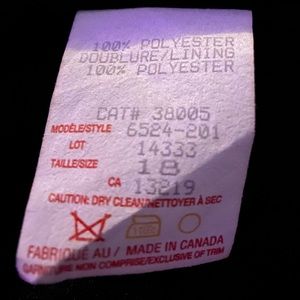 100% POLYESTER
DOUBLURE/LINING
100% POLYESTER
CAT# 38005
MODÈLE/STYLE 6524-201
LOT 14333
TAILLE/SIZE 18
CA 13219
CAUTION: DRY CLEAN/NETTOYER À SEC
FABRIQUÉ AU / MADE IN CANADA
GARNITURE NON COMPRISE/EXCLUSIVE OF TRIM